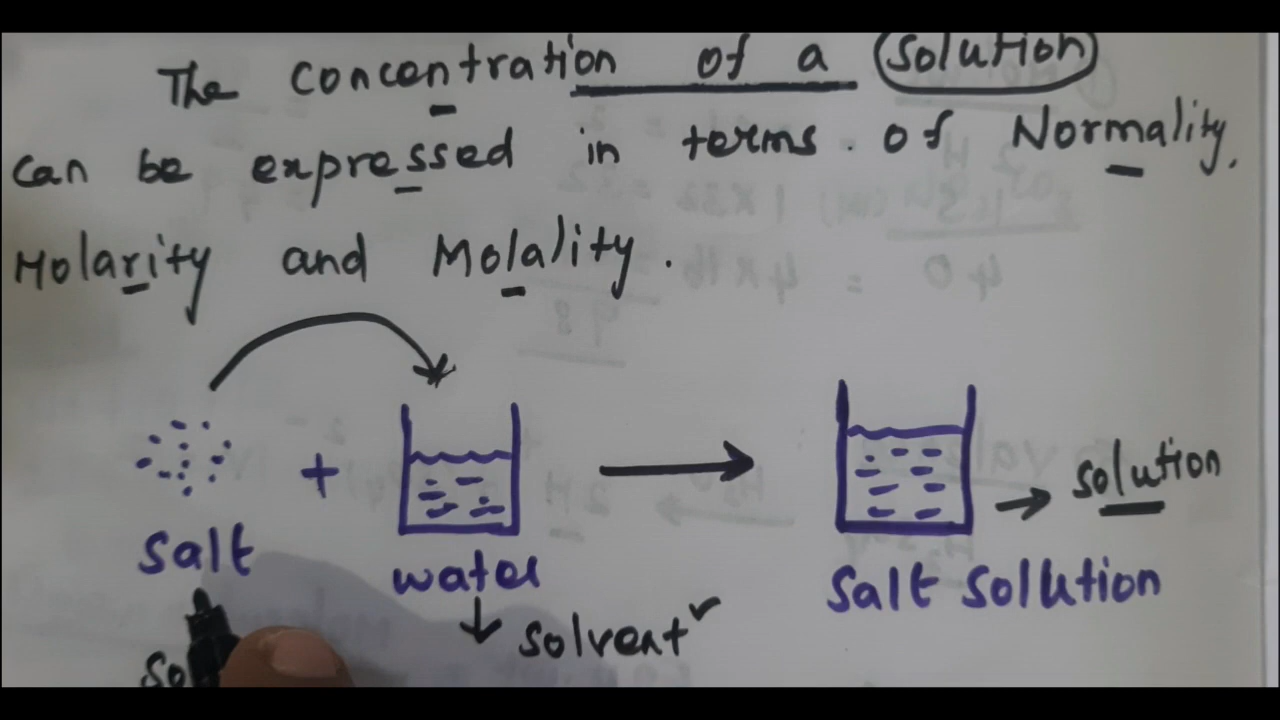 The concentration of a solution
can be expressed in terms. of Normality,
Molarity and Molality.
+
solution
salt
water
salt solution
solvent
so